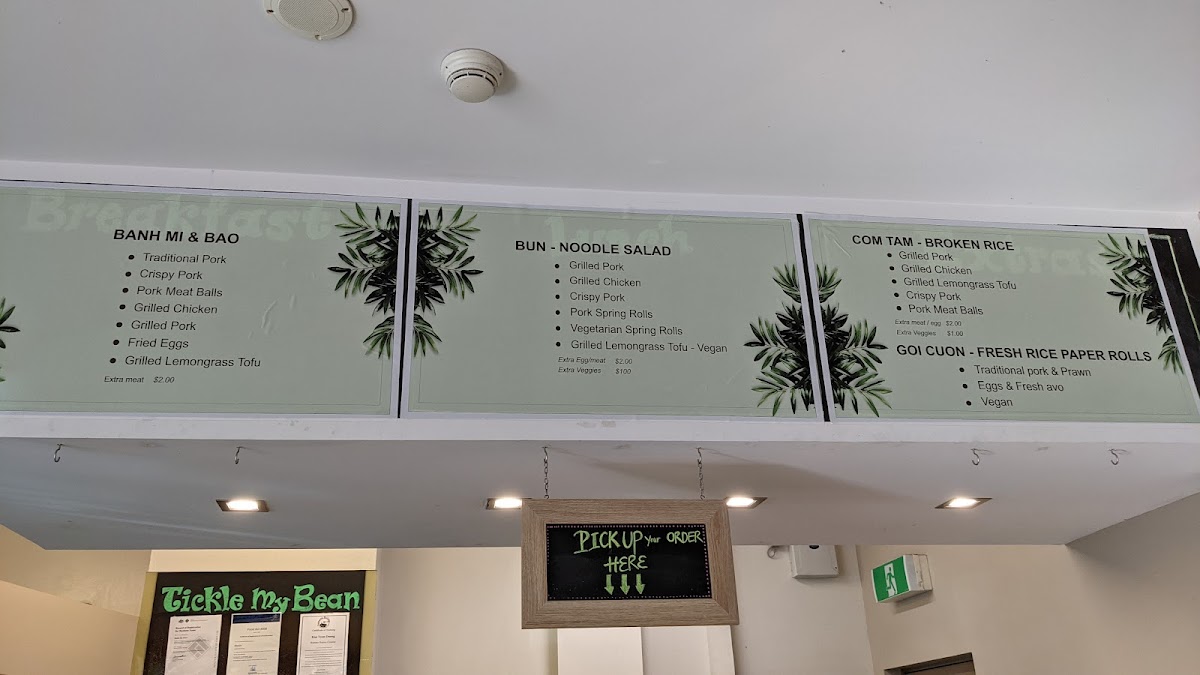 Breakfast
BANH MI & BAO
Traditional Pork
Crispy Pork
Pork Meat Balls
Grilled Chicken
Grilled Pork
Fried Eggs
Grilled Lemongrass Tofu
Extra meat $2.00
Lunch
BUN - NOODLE SALAD
Grilled Pork
Grilled Chicken
Crispy Pork
Pork Spring Rolls
Vegetarian Spring Rolls
Grilled Lemongrass Tofu - Vegan
Extra Egg/meat $2.00
Extra Veggies $100
COM TAM - BROKEN RICE
Grilled Pork
Grilled Chicken
Grilled Lemongrass Tofu
Crispy Pork
Pork Meat Balls
Extra meat / egg $2.00
Extra Veggies $1.00
GOI CUON - FRESH RICE PAPER ROLLS
Traditional pork & Prawn
Eggs & Fresh avo
Vegan
PICK UP Your ORDER
HERE
Tickle My Bean